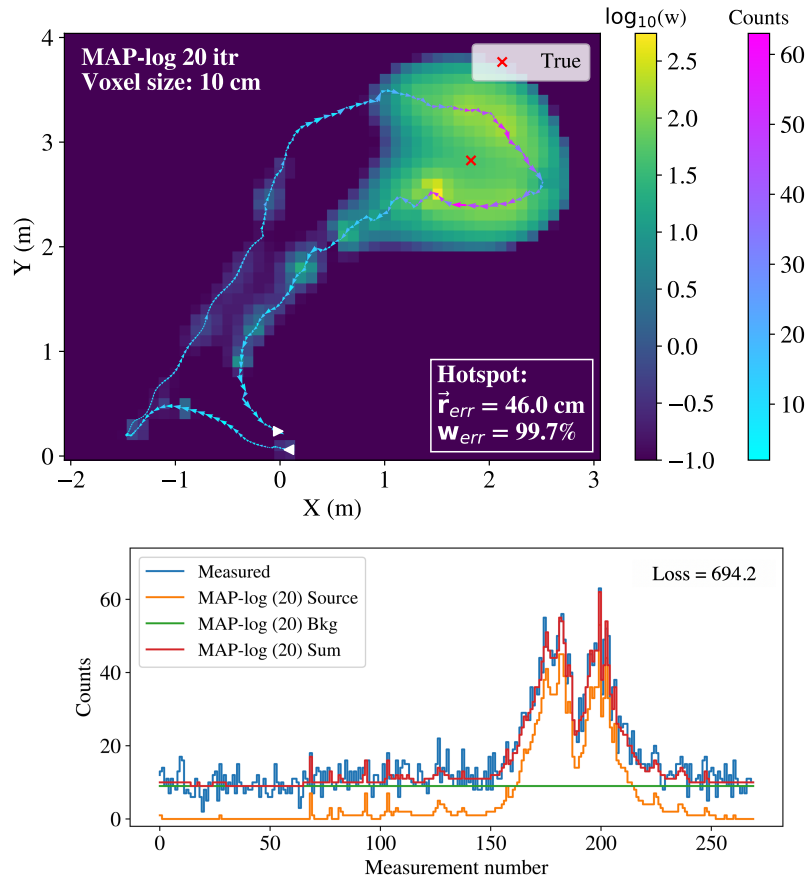 log₁₀(w)
Counts
MAP-log 20 itr
Voxel size: 10 cm
True
4
3
2
1
0
Y (m)
−2
−1
0
1
2
3
X (m)
Hotspot:
r⃗err = 46.0 cm
werr = 99.7%
2.5
2.0
1.5
1.0
0.5
0.0
−0.5
−1.0
60
50
40
30
20
10
Measured
MAP-log (20) Source
MAP-log (20) Bkg
MAP-log (20) Sum
Loss = 694.2
60
40
20
0
Counts
0
50
100
150
200
250
Measurement number